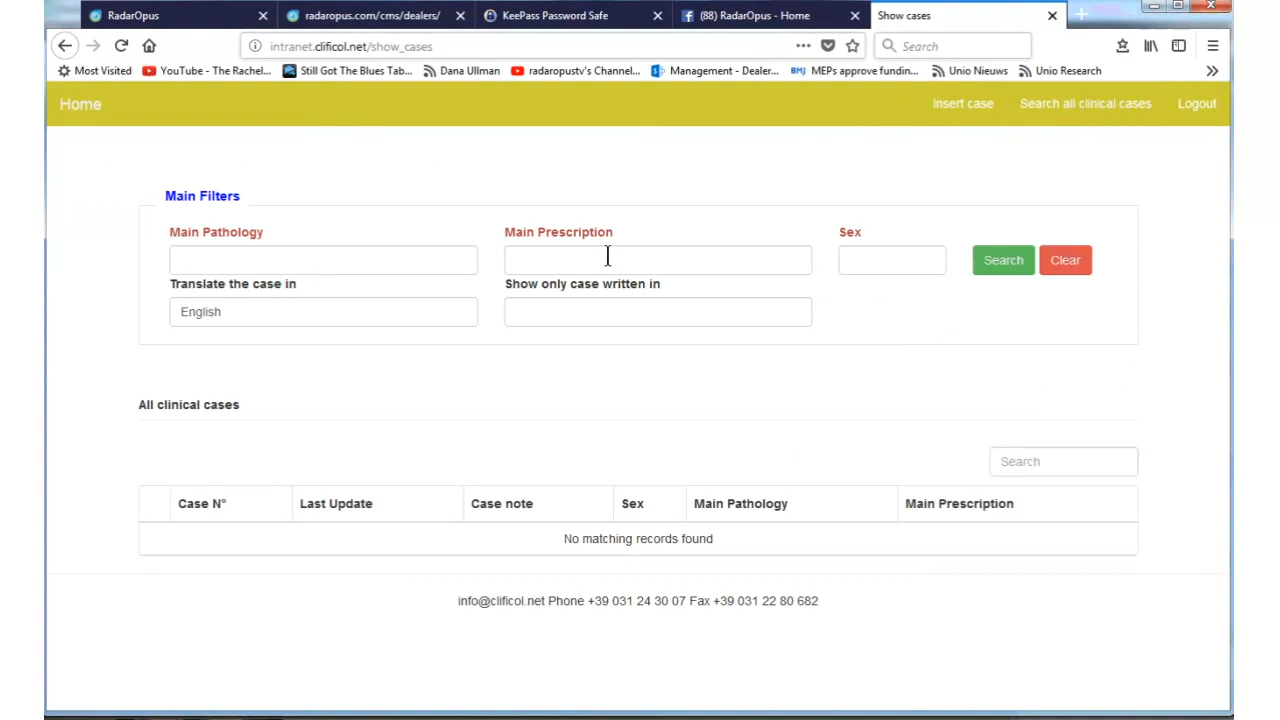 RadarOpus
radaropus.com/cms/dealers/
KeePass Password Safe
(88) RadarOpus - Home
Show cases
intranet.clificol.net/show_cases
Search
Most Visited
YouTube - The Rachel...
Still Got The Blues Tab...
Dana Ullman
radaropustv's Channel...
Management - Dealer...
BMJ
MEPs approve fundin...
Unio Nieuws
Unio Research
Home
Insert case
Search all clinical cases
Logout
Main Filters
Main Pathology
Main Prescription
Sex
Search
Clear
Translate the case in
Show only case written in
English
All clinical cases
Search
Case N°
Last Update
Case note
Sex
Main Pathology
Main Prescription
No matching records found
info@clificol.net Phone +39 031 24 30 07 Fax +39 031 22 80 682